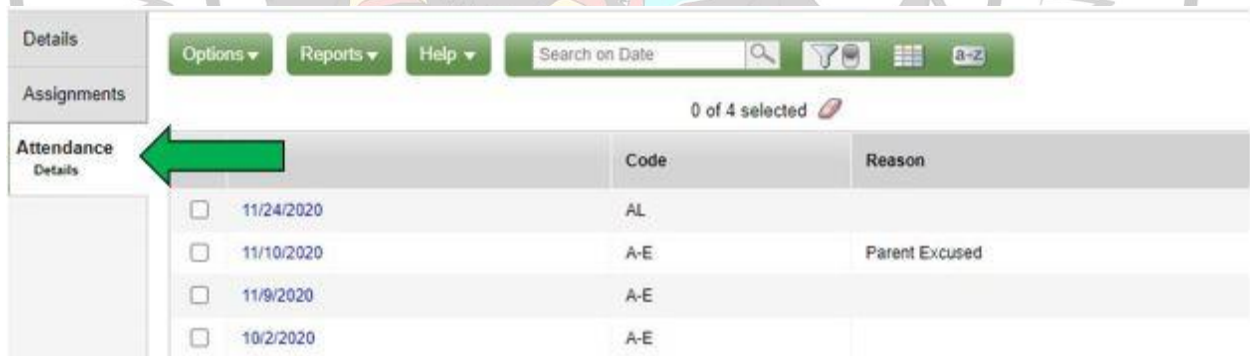 Details
Options Reports Help Search on Date a-z
Assignments
0 of 4 selected
Attendance
Details
Code Reason
11/24/2020 AL
11/10/2020 A-E Parent Excused
11/9/2020 A-E
10/2/2020 A-E